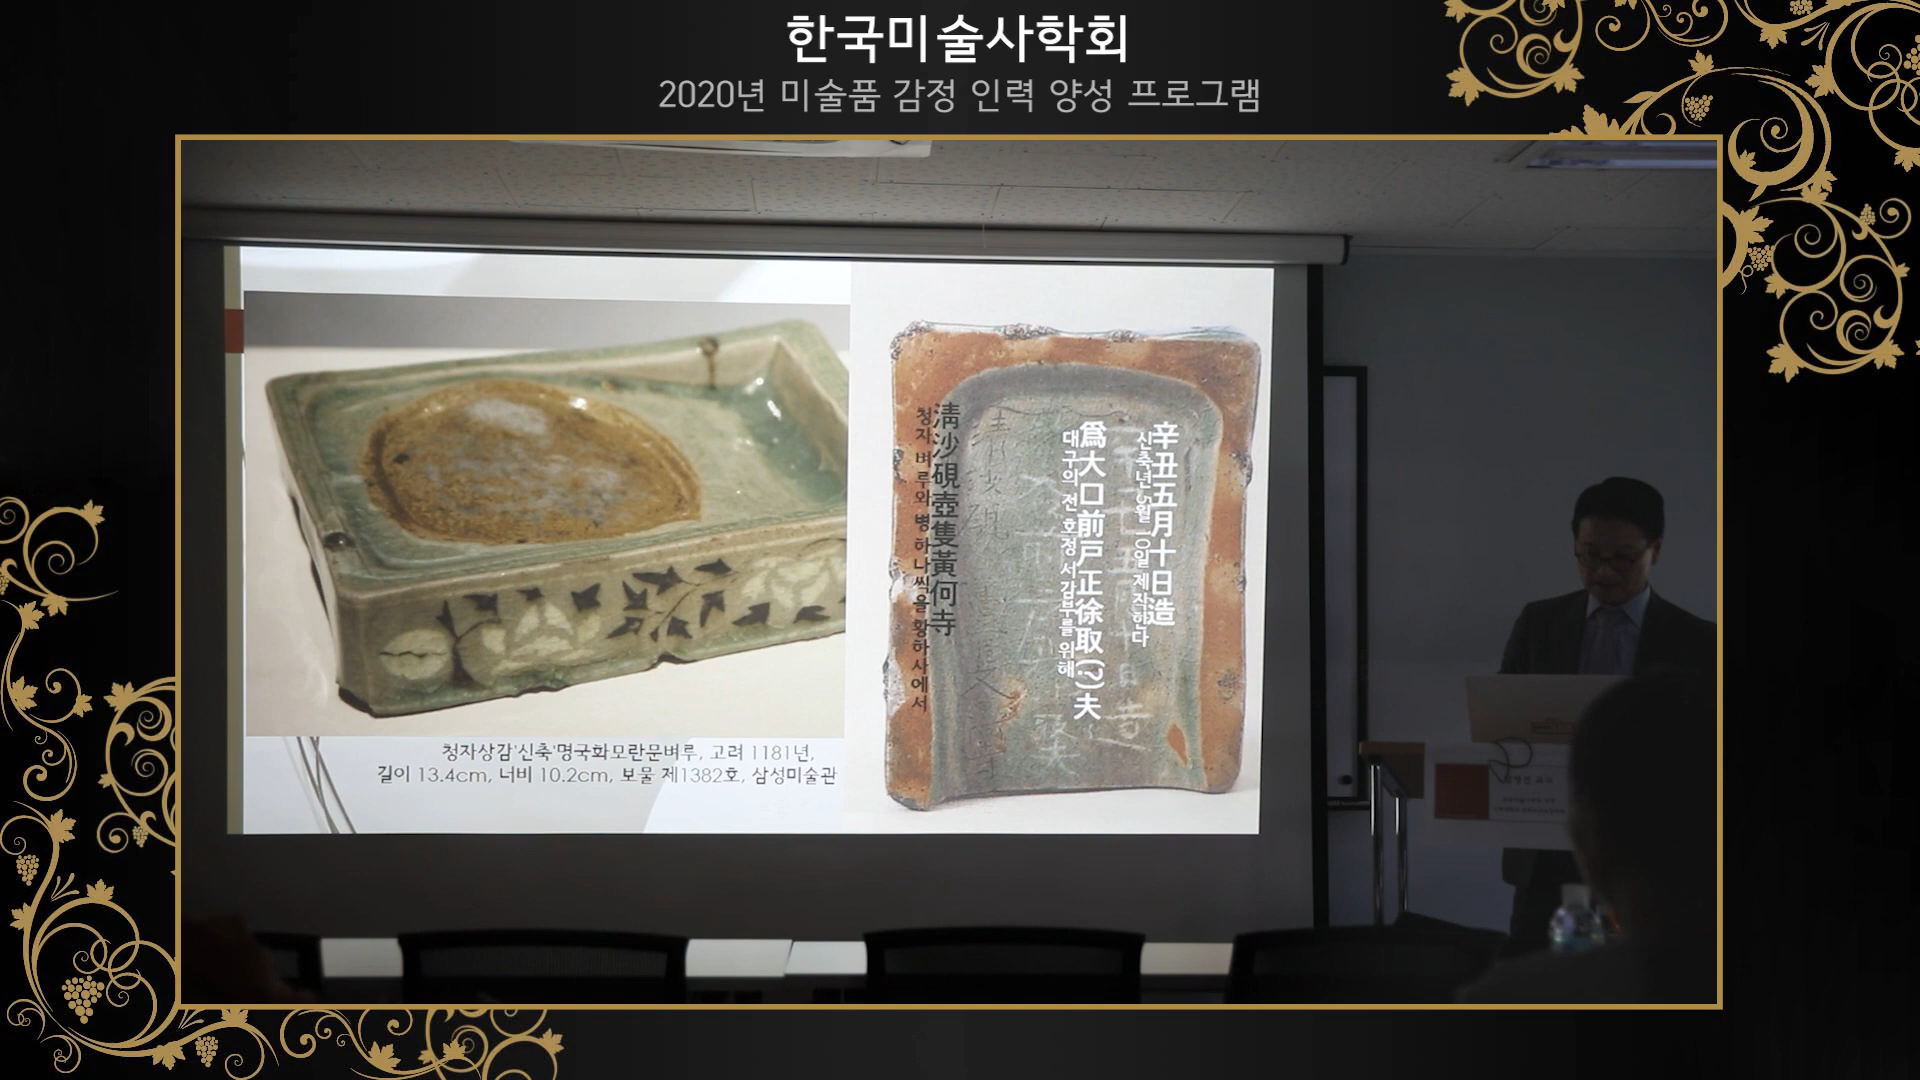 한국미술사학회
2020년 미술품 감정 인력 양성 프로그램
辛丑五月十日造
신축년 5월 10일 제작한다
爲大口前戸正徐取(?)夫
대구의 전 호정 서감부를 위해
淸沙硯壺隻黃何寺
청자 벼루와 병 하나씩을 황하사에서
청자상감'신축'명국화모란문벼루, 고려 1181년,
길이 13.4cm, 너비 10.2cm, 보물 제1382호, 삼성미술관
교수